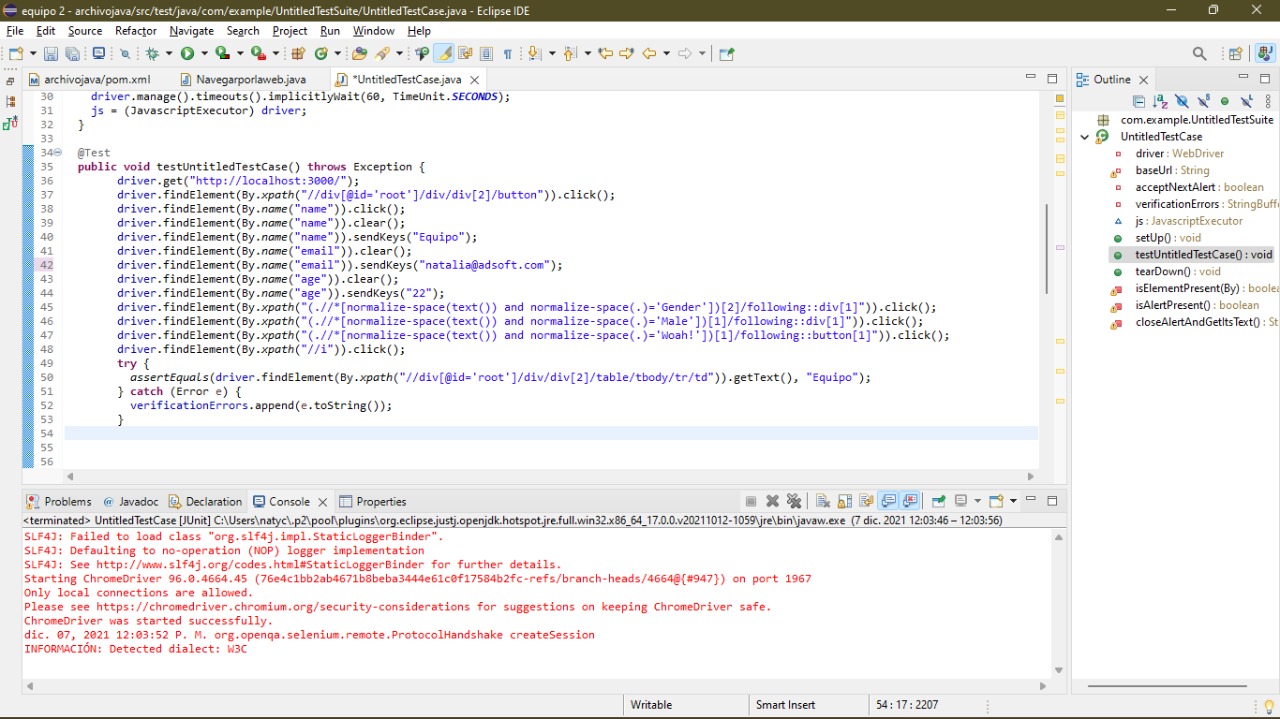 equipo 2 - archivojava/src/test/java/com/example/UntitledTestSuite/UntitledTestCase.java - Eclipse IDE
File Edit Source Refactor Navigate Search Project Run Window Help
archivojava/pom.xml Navegarporlaweb.java *UntitledTestCase.java
30 driver.manage().timeouts().implicitlyWait(60, TimeUnit.SECONDS);
31 js = (JavascriptExecutor) driver;
32 }
33
34 @Test
35 public void testUntitledTestCase() throws Exception {
36 driver.get("http://localhost:3000/");
37 driver.findElement(By.xpath("//div[@id='root']/div/div[2]/button")).click();
38 driver.findElement(By.name("name")).click();
39 driver.findElement(By.name("name")).clear();
40 driver.findElement(By.name("name")).sendKeys("Equipo");
41 driver.findElement(By.name("email")).clear();
42 driver.findElement(By.name("email")).sendKeys("natalia@adsoft.com");
43 driver.findElement(By.name("age")).clear();
44 driver.findElement(By.name("age")).sendKeys("22");
45 driver.findElement(By.xpath("(.//*[normalize-space(text()) and normalize-space(.)='Gender'])[2]/following::div[1]")).click();
46 driver.findElement(By.xpath("(.//*[normalize-space(text()) and normalize-space(.)='Male'])[1]/following::div[1]")).click();
47 driver.findElement(By.xpath("(.//*[normalize-space(text()) and normalize-space(.)='Woah!'])[1]/following::button[1]")).click();
48 driver.findElement(By.xpath("//i")).click();
49 try {
50 assertEquals(driver.findElement(By.xpath("//div[@id='root']/div/div[2]/table/tbody/tr/td")).getText(), "Equipo");
51 } catch (Error e) {
52 verificationErrors.append(e.toString());
53 }
54
55
56
Outline
com.example.UntitledTestSuite
UntitledTestCase
driver : WebDriver
baseUrl : String
acceptNextAlert : boolean
verificationErrors : StringBuff
js : JavascriptExecutor
setUp() : void
testUntitledTestCase() : void
tearDown() : void
isElementPresent(By) : boolea
isAlertPresent() : boolean
closeAlertAndGetItsText() : St
Problems Javadoc Declaration Console Properties
<terminated> UntitledTestCase [JUnit] C:\Users\natyc\.p2\pool\plugins\org.eclipse.justj.openjdk.hotspot.jre.full.win32.x86_64_17.0.0.v20211012-1059\jre\bin\javaw.exe (7 dic. 2021 12:03:46 – 12:03:56)
SLF4J: Failed to load class "org.slf4j.impl.StaticLoggerBinder".
SLF4J: Defaulting to no-operation (NOP) logger implementation
SLF4J: See http://www.slf4j.org/codes.html#StaticLoggerBinder for further details.
Starting ChromeDriver 96.0.4664.45 (76e4c1bb2ab4671b8beba3444e61c0f17584b2fc-refs/branch-heads/4664@{#947}) on port 1967
Only local connections are allowed.
Please see https://chromedriver.chromium.org/security-considerations for suggestions on keeping ChromeDriver safe.
ChromeDriver was started successfully.
dic. 07, 2021 12:03:52 P. M. org.openqa.selenium.remote.ProtocolHandshake createSession
INFORMACIÓN: Detected dialect: W3C
Writable Smart Insert 54 : 17 : 2207